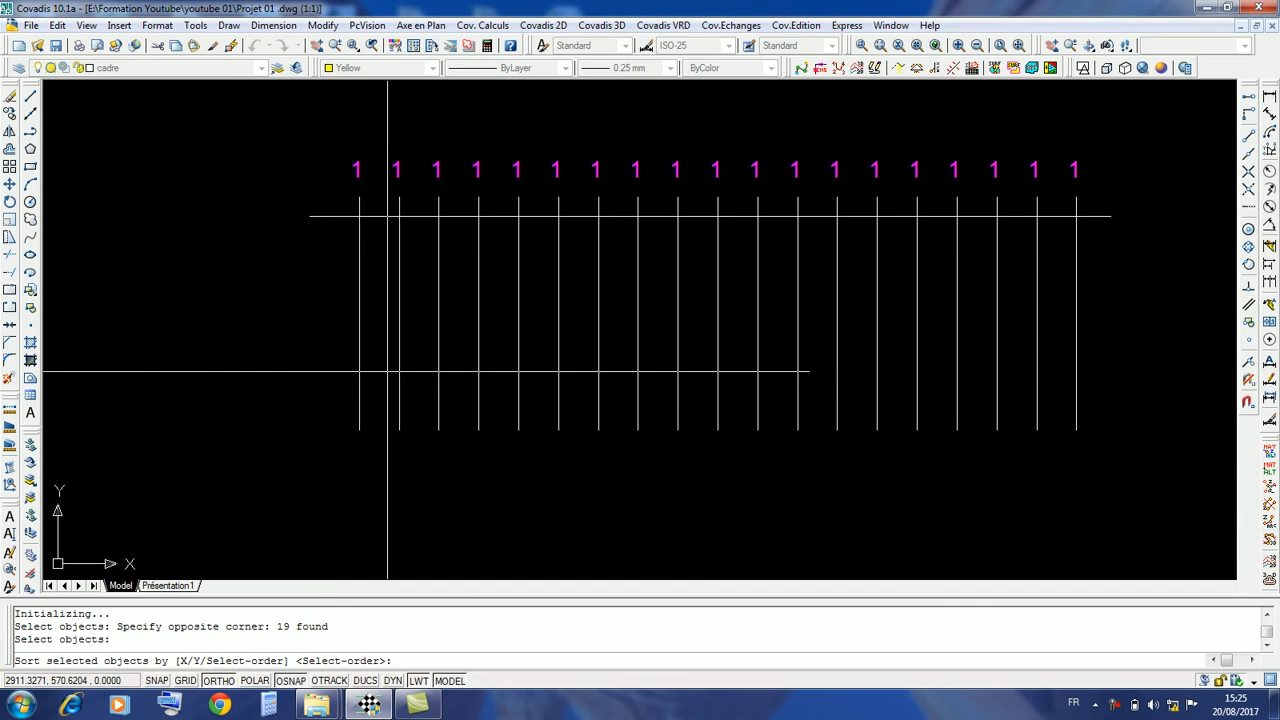 Covadis 10.1a - [E:\Formation Youtube\youtube 01\Projet 01 .dwg (1:1)]
File Edit View Insert Format Tools Draw Dimension Modify PcVision Axe en Plan Cov. Calculs Covadis 2D Covadis 3D Covadis VRD Cov.Echanges Cov.Edition Express Window Help
Standard ISO-25 Standard
cadre Yellow ByLayer 0.25 mm ByColor
1 1 1 1 1 1 1 1 1 1 1 1 1 1 1 1 1 1 1
Y
X
Model Présentation1
Initializing...
Select objects: Specify opposite corner: 19 found
Select objects:
Sort selected objects by [X/Y/Select-order] <Select-order>:
2911.3277, 570.6204, 0.0000 SNAP GRID ORTHO POLAR OSNAP OTRACK DUCS DYN LWT MODEL
FR 15:25
20/08/2017